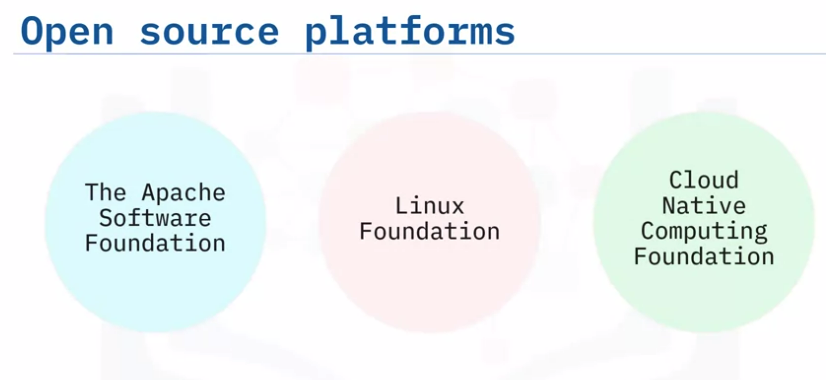 Open source platforms
The Apache
Software
Foundation
Linux
Foundation
Cloud
Native
Computing
Foundation